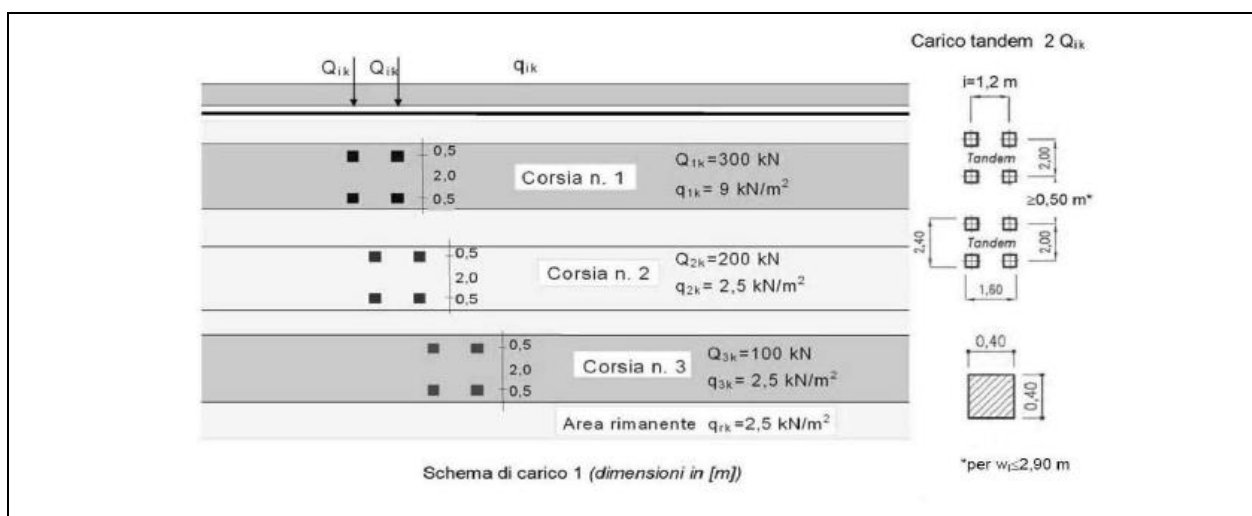 Carico tandem 2 Qik
Qik Qik qik
i=1,2 m
0,5
2,0
0,5
Corsia n. 1
Q1k=300 kN
q1k= 9 kN/m²
Tandem
2,00
≥0,50 m*
0,5
2,0
0,5
Corsia n. 2
Q2k=200 kN
q2k= 2,5 kN/m²
2,40
Tandem
2,00
1,60
0,5
2,0
0,5
Corsia n. 3
Q3k=100 kN
q3k= 2,5 kN/m²
0,40
0,40
Area rimanente qrk=2,5 kN/m²
Schema di carico 1 (dimensioni in [m])
*per wl≤2,90 m